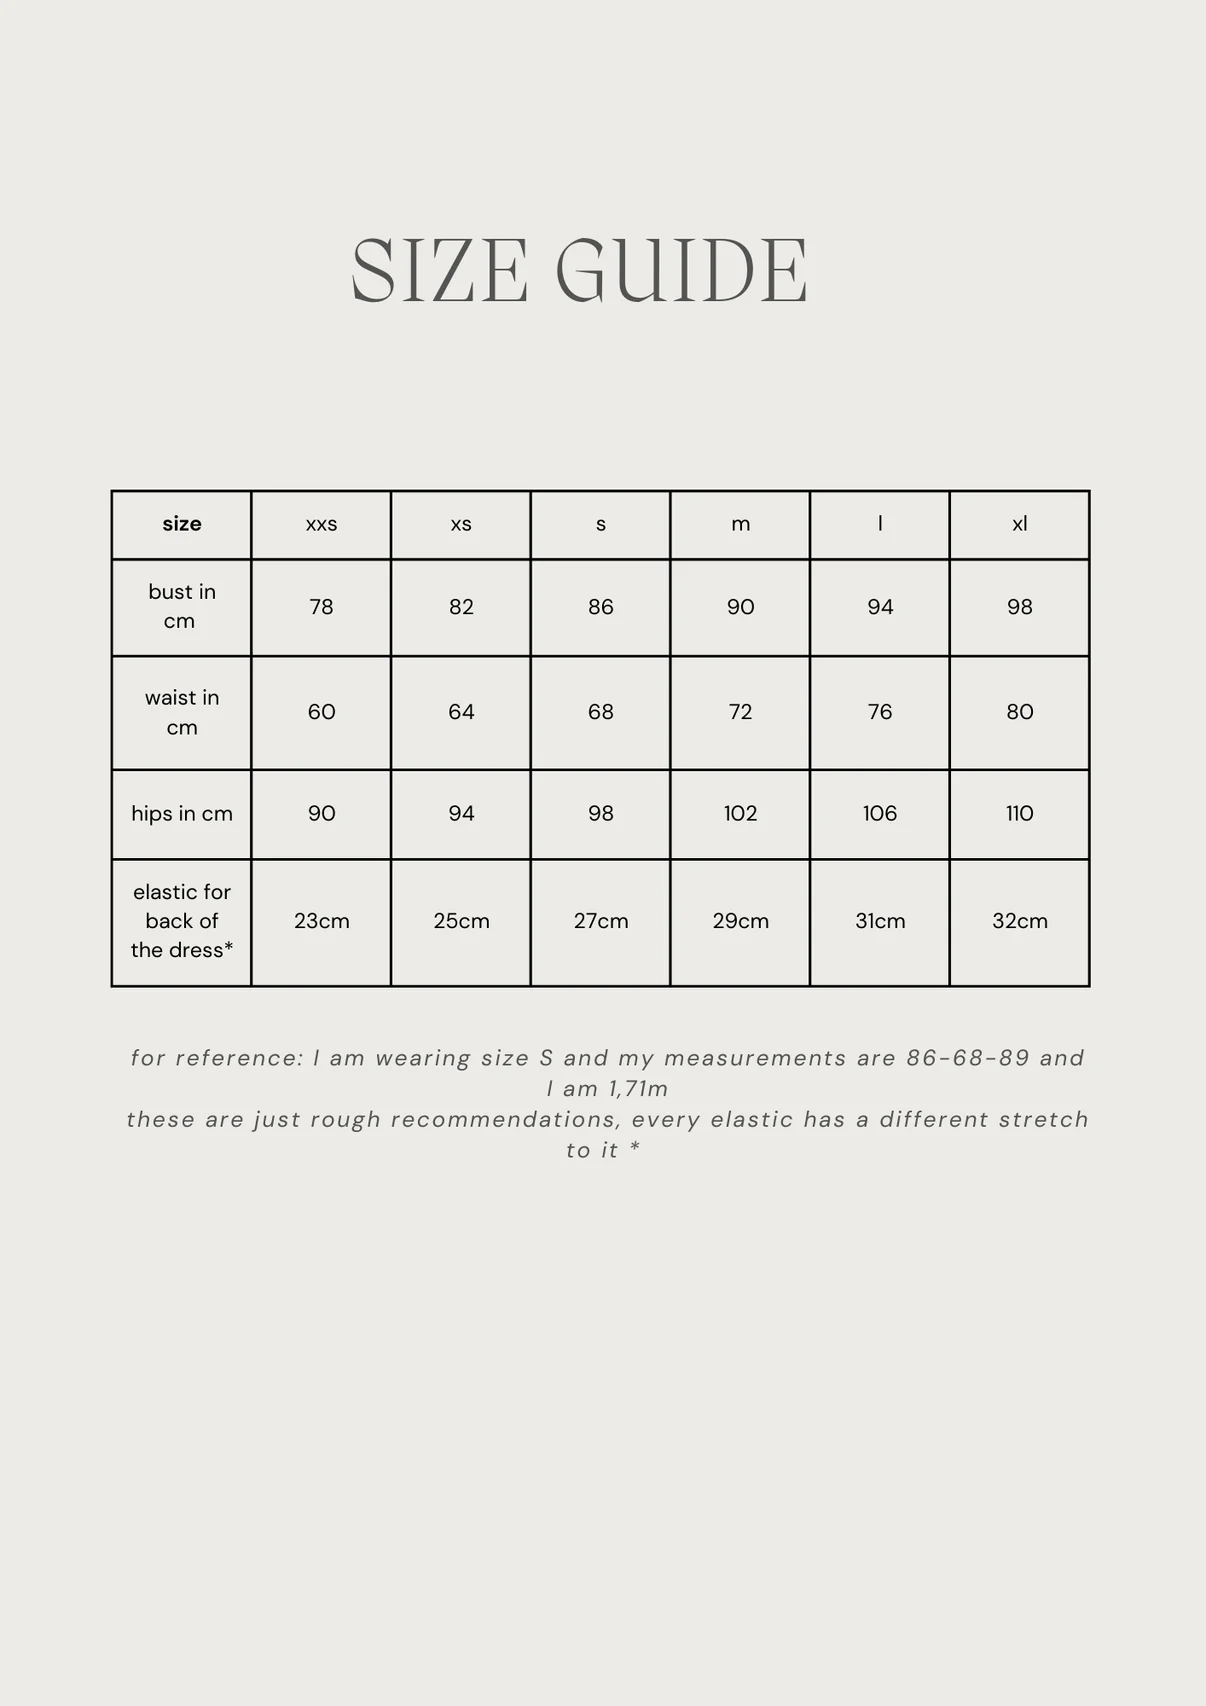 SIZE GUIDE
size xxs xs s m l xl
bust in
cm
78 82 86 90 94 98
waist in
cm
60 64 68 72 76 80
hips in cm 90 94 98 102 106 110
elastic for
back of
the dress*
23cm 25cm 27cm 29cm 31cm 32cm
for reference: I am wearing size S and my measurements are 86-68-89 and
I am 1,71m
these are just rough recommendations, every elastic has a different stretch
to it *